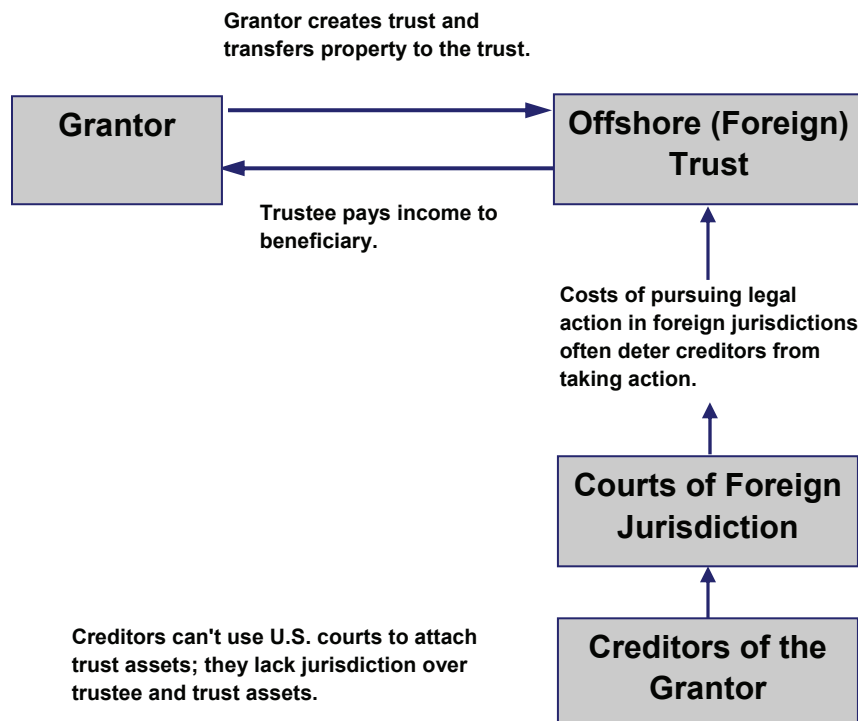 Grantor creates trust and
transfers property to the trust.
Grantor
Offshore (Foreign)
Trust
Trustee pays income to
beneficiary.
Costs of pursuing legal
action in foreign jurisdictions
often deter creditors from
taking action.
Courts of Foreign
Jurisdiction
Creditors can't use U.S. courts to attach
trust assets; they lack jurisdiction over
trustee and trust assets.
Creditors of the
Grantor